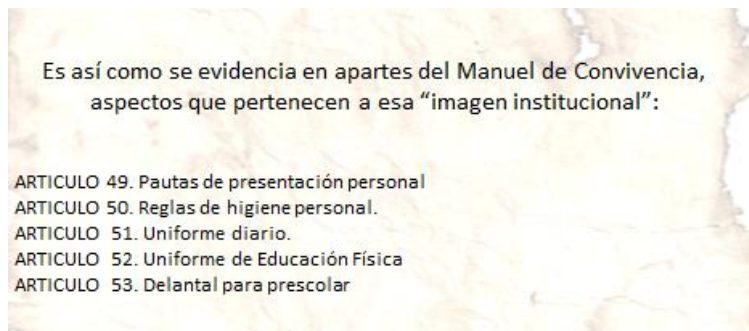 Es así como se evidencia en apartes del Manuel de Convivencia,
aspectos que pertenecen a esa “imagen institucional”:
ARTICULO 49. Pautas de presentación personal
ARTICULO 50. Reglas de higiene personal.
ARTICULO 51. Uniforme diario.
ARTICULO 52. Uniforme de Educación Física
ARTICULO 53. Delantal para prescolar